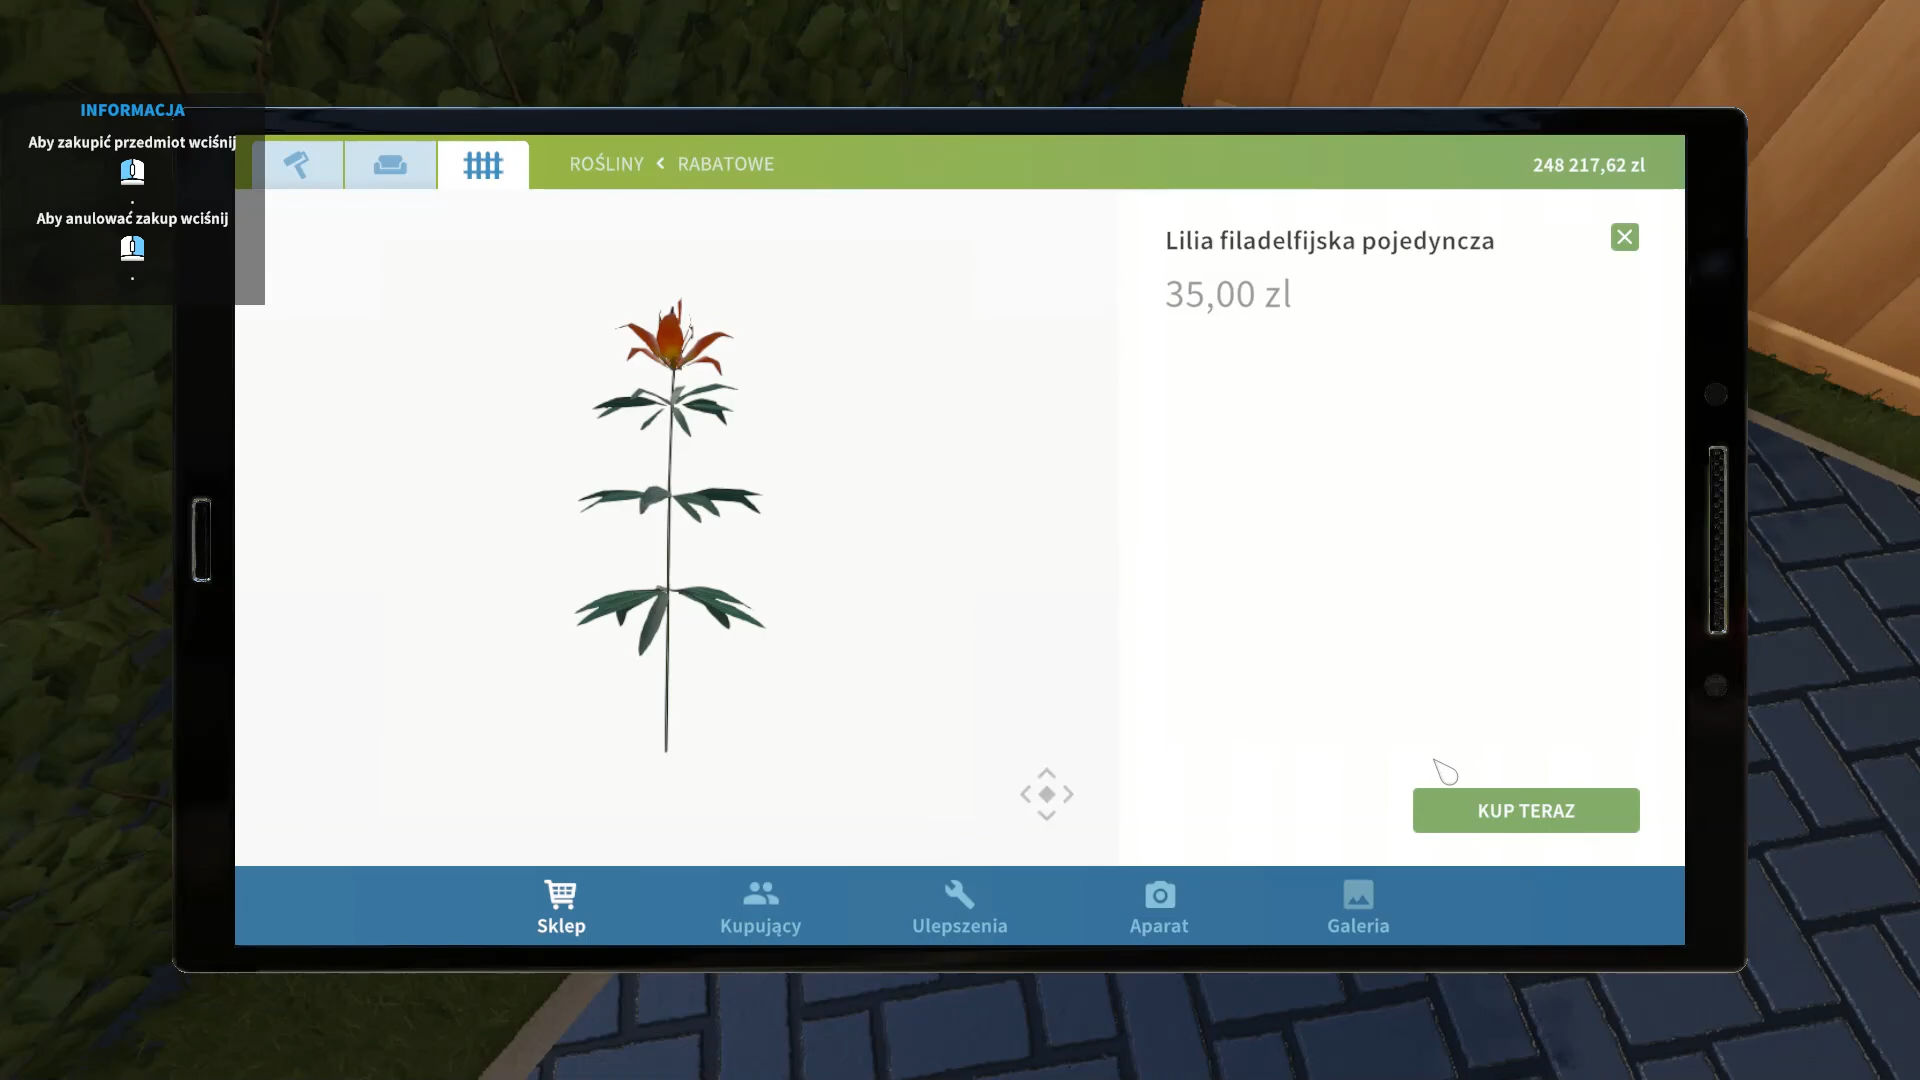 INFORMACJA
Aby zakupić przedmiot wciśnij
.
Aby anulować zakup wciśnij
.
ROŚLINY < RABATOWE
248 217,62 zl
Lilia filadelfijska pojedyncza
35,00 zl
KUP TERAZ
Sklep
Kupujący
Ulepszenia
Aparat
Galeria